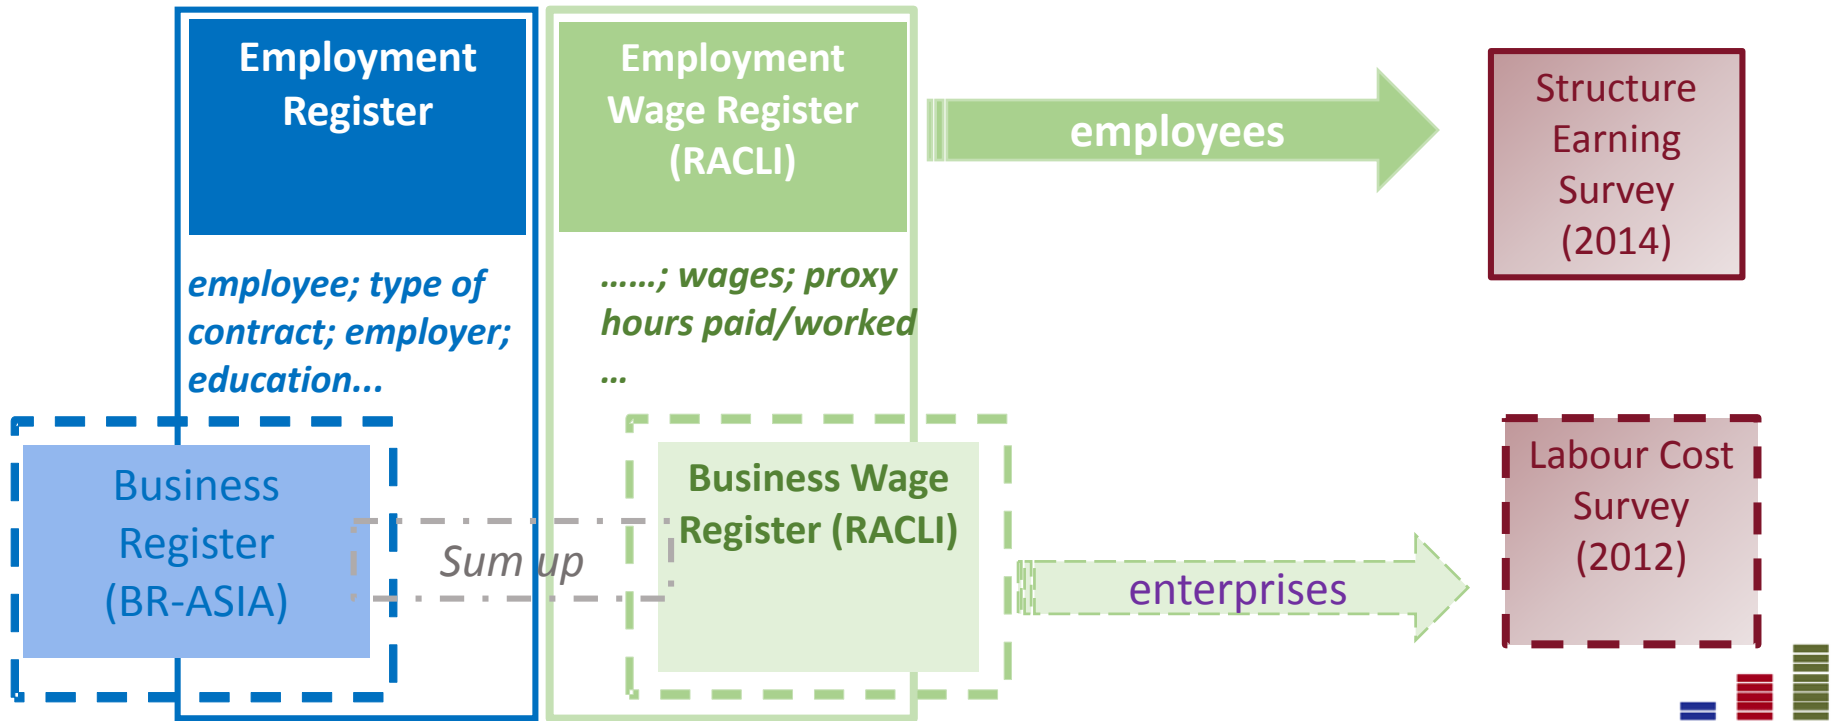 Employment
Register
employee; type of
contract; employer;
education...
Employment
Wage Register
(RACLI)
......; wages; proxy
hours paid/worked
...
employees
Structure
Earning
Survey
(2014)
Business
Register
(BR-ASIA)
Sum up
Business Wage
Register (RACLI)
enterprises
Labour Cost
Survey
(2012)